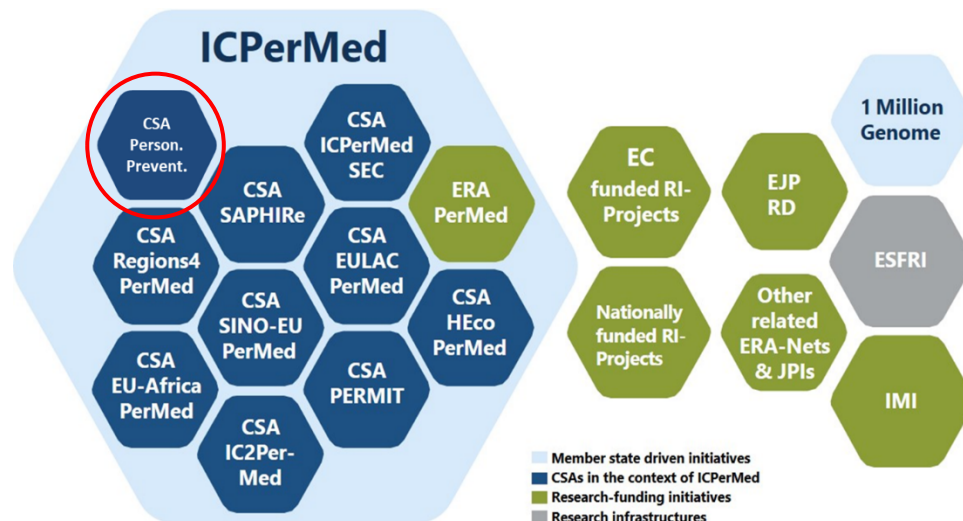 ICPerMed
CSA
Person.
Prevent.
CSA
ICPerMed
SEC
CSA
SAPHIRe
ERA
PerMed
CSA
Regions4
PerMed
CSA
EULAC
PerMed
CSA
SINO-EU
PerMed
CSA
HEco
PerMed
CSA
EU-Africa
PerMed
CSA
PERMIT
CSA
IC2Per-
Med
EC
funded RI-
Projects
EJP
RD
1 Million
Genome
ESFRI
Nationally
funded RI-
Projects
Other
related
ERA-Nets
& JPIs
IMI
Member state driven initiatives
CSAs in the context of ICPerMed
Research-funding initiatives
Research infrastructures